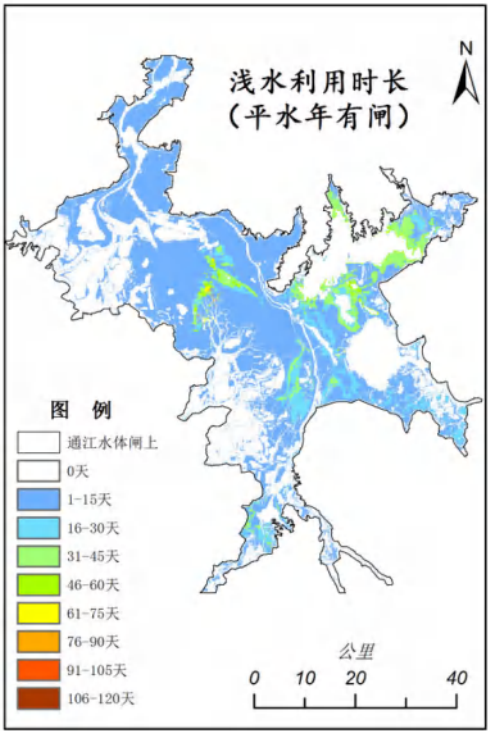 浅水利用时长
（平水年有闸）
N
图 例
通江水体闸上
0天
1-15天
16-30天
31-45天
46-60天
61-75天
76-90天
91-105天
106-120天
公里
0 10 20 40